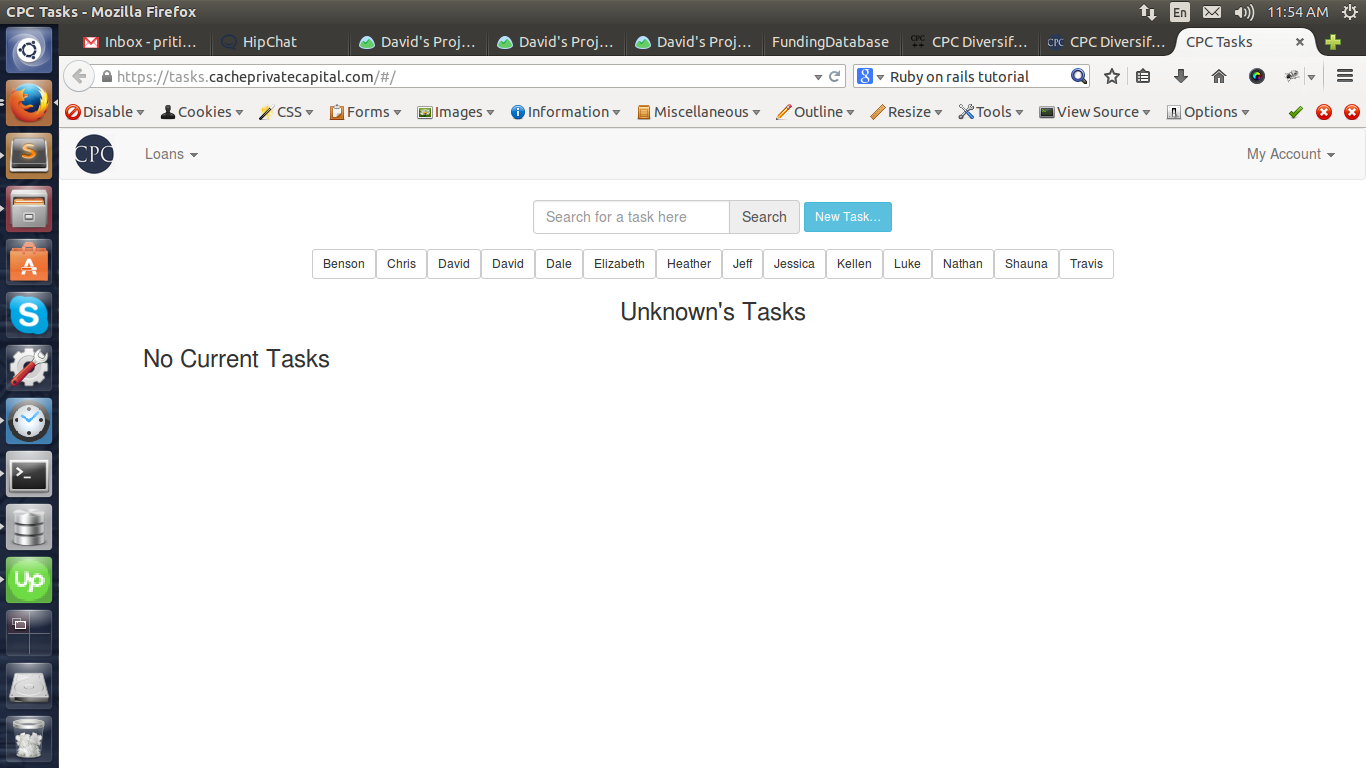 CPC Tasks - Mozilla Firefox
En
11:54 AM
Inbox - priti...
HipChat
David's Proj...
David's Proj...
David's Proj...
FundingDatabase
CPC Diversif...
CPC Diversif...
CPC Tasks
https://tasks.cacheprivatecapital.com/#/
Ruby on rails tutorial
Disable
Cookies
CSS
Forms
Images
Information
Miscellaneous
Outline
Resize
Tools
View Source
Options
CPC
Loans
My Account
Search for a task here
Search
New Task...
Benson
Chris
David
David
Dale
Elizabeth
Heather
Jeff
Jessica
Kellen
Luke
Nathan
Shauna
Travis
Unknown's Tasks
No Current Tasks
Up